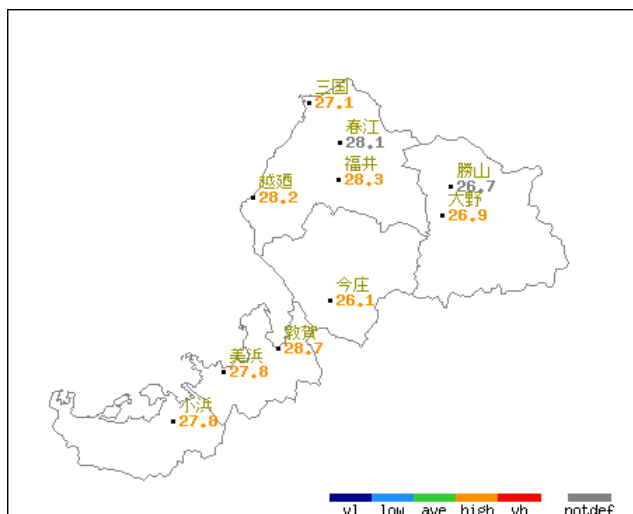 三国
27.1
春江
28.1
福井
28.3
越廼
28.2
勝山
26.7
大野
26.9
今庄
26.1
敦賀
28.7
美浜
27.8
小浜
27.8
vl low ave high vh notdef